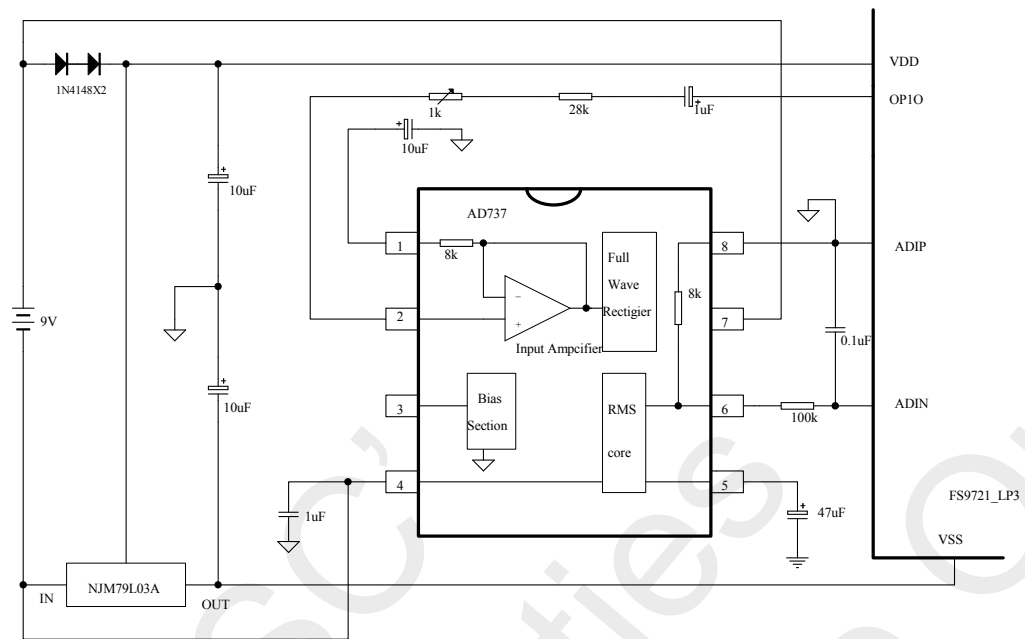 VDD
1N4148X2
1k
28k
1uF
OP1O
10uF
10uF
AD737
1
8k
Full
Wave
Rectigier
8
ADIP
8k
−
+
2
7
9V
Input Ampcifier
0.1uF
10uF
3
Bias
Section
RMS
core
6
100k
ADIN
4
5
1uF
47uF
FS9721_LP3
VSS
IN
NJM79L03A
OUT